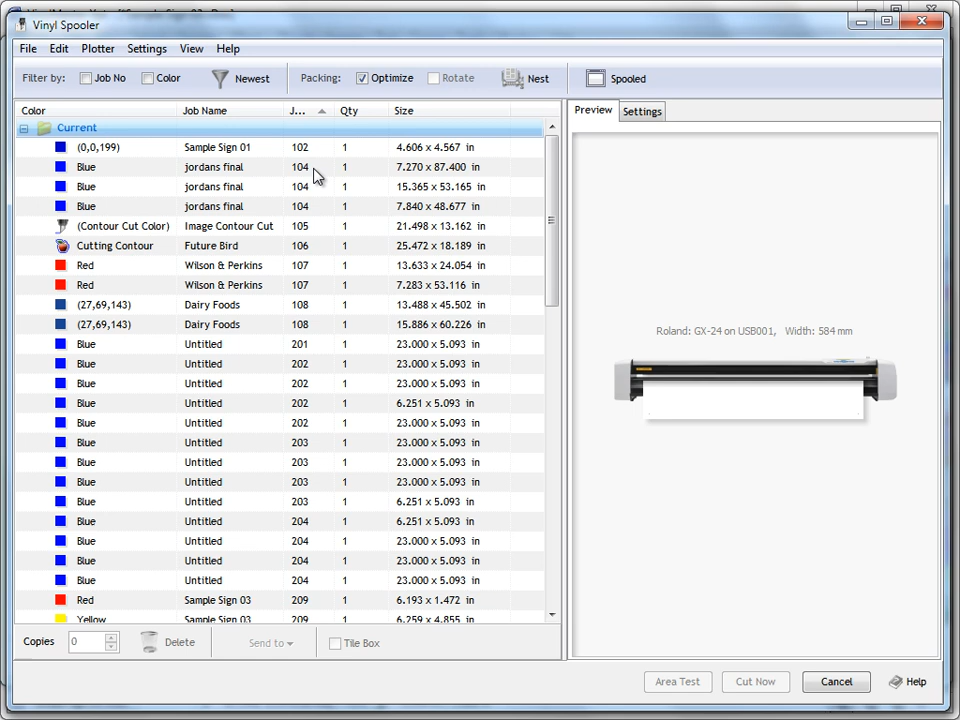 Vinyl Spooler
File Edit Plotter Settings View Help
Filter by: Job No Color Newest Packing: Optimize Rotate Nest Spooled
Color Job Name J... Qty Size
Current
(0,0,199) Sample Sign 01 102 1 4.606 x 4.567 in
Blue jordans final 104 1 7.270 x 87.400 in
Blue jordans final 104 1 15.365 x 53.165 in
Blue jordans final 104 1 7.840 x 48.677 in
(Contour Cut Color) Image Contour Cut 105 1 21.498 x 13.162 in
Cutting Contour Future Bird 106 1 25.472 x 18.189 in
Red Wilson & Perkins 107 1 13.633 x 24.054 in
Red Wilson & Perkins 107 1 7.283 x 53.116 in
(27,69,143) Dairy Foods 108 1 13.488 x 45.502 in
(27,69,143) Dairy Foods 108 1 15.886 x 60.226 in
Blue Untitled 201 1 23.000 x 5.093 in
Blue Untitled 202 1 23.000 x 5.093 in
Blue Untitled 202 1 23.000 x 5.093 in
Blue Untitled 202 1 6.251 x 5.093 in
Blue Untitled 202 1 23.000 x 5.093 in
Blue Untitled 203 1 23.000 x 5.093 in
Blue Untitled 203 1 23.000 x 5.093 in
Blue Untitled 203 1 23.000 x 5.093 in
Blue Untitled 203 1 6.251 x 5.093 in
Blue Untitled 204 1 6.251 x 5.093 in
Blue Untitled 204 1 23.000 x 5.093 in
Blue Untitled 204 1 23.000 x 5.093 in
Blue Untitled 204 1 23.000 x 5.093 in
Red Sample Sign 03 209 1 6.193 x 1.472 in
Yellow Sample Sign 03 209 1 6.259 x 4.855 in
Copies 0 Delete Send to Tile Box
Preview Settings
Roland: GX-24 on USB001, Width: 584 mm
Area Test Cut Now Cancel Help